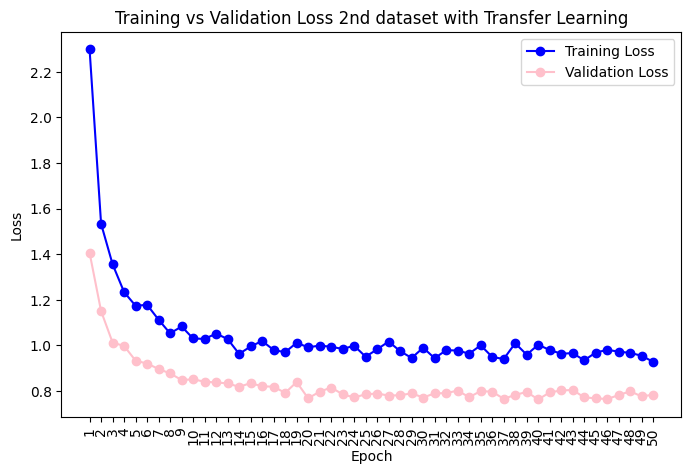 Training vs Validation Loss 2nd dataset with Transfer Learning
Training Loss
Validation Loss
Loss
2.2
2.0
1.8
1.6
1.4
1.2
1.0
0.8
1 2 3 4 5 6 7 8 9 10 11 12 13 14 15 16 17 18 19 20 21 22 23 24 25 26 27 28 29 30 31 32 33 34 35 36 37 38 39 40 41 42 43 44 45 46 47 48 49 50
Epoch